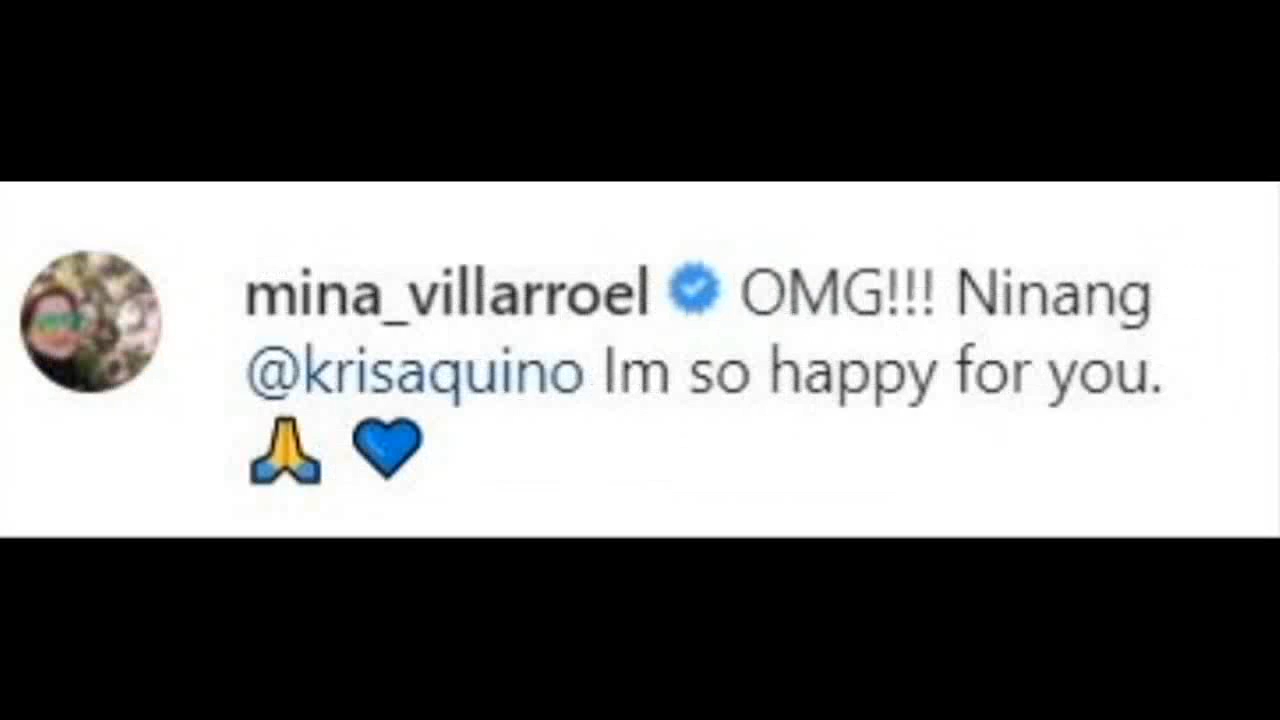 mina_villarroel OMG!!! Ninang
@krisaquino Im so happy for you.
🙏 💙